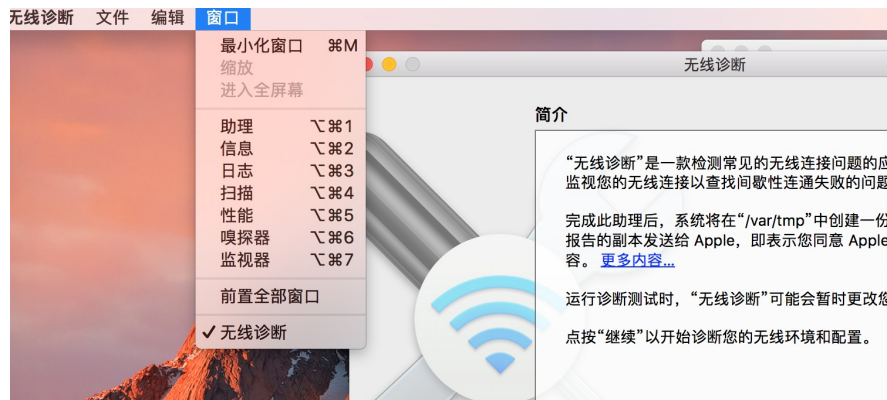 无线诊断 文件 编辑 窗口
最小化窗口 ⌘M
缩放
进入全屏幕
助理 ⌥⌘1
信息 ⌥⌘2
日志 ⌥⌘3
扫描 ⌥⌘4
性能 ⌥⌘5
嗅探器 ⌥⌘6
监视器 ⌥⌘7
前置全部窗口
✓无线诊断
无线诊断
简介
“无线诊断”是一款检测常见的无线连接问题的应
监视您的无线连接以查找间歇性连通失败的问题
完成此助理后，系统将在“/var/tmp”中创建一份
报告的副本发送给 Apple，即表示您同意 Apple
容。 更多内容...
运行诊断测试时，“无线诊断”可能会暂时更改您
点按“继续”以开始诊断您的无线环境和配置。